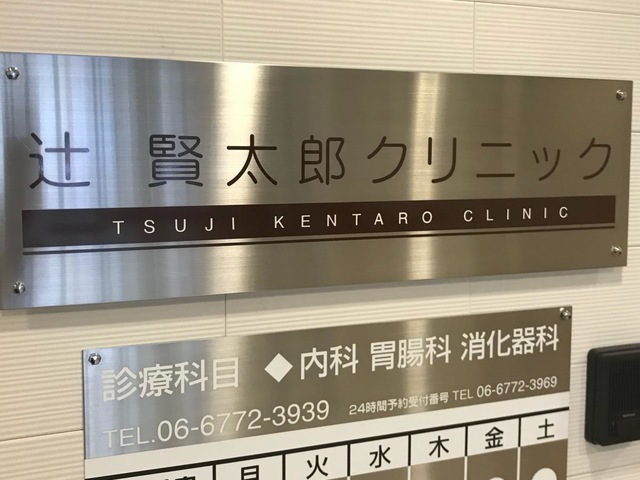 辻 賢太郎クリニック
TSUJI KENTARO CLINIC
診療科目 ◆内科 胃腸科 消化器科
TEL.06-6772-3939 24時間予約受付番号 TEL 06-6772-3969
月 火 水 木 金 土